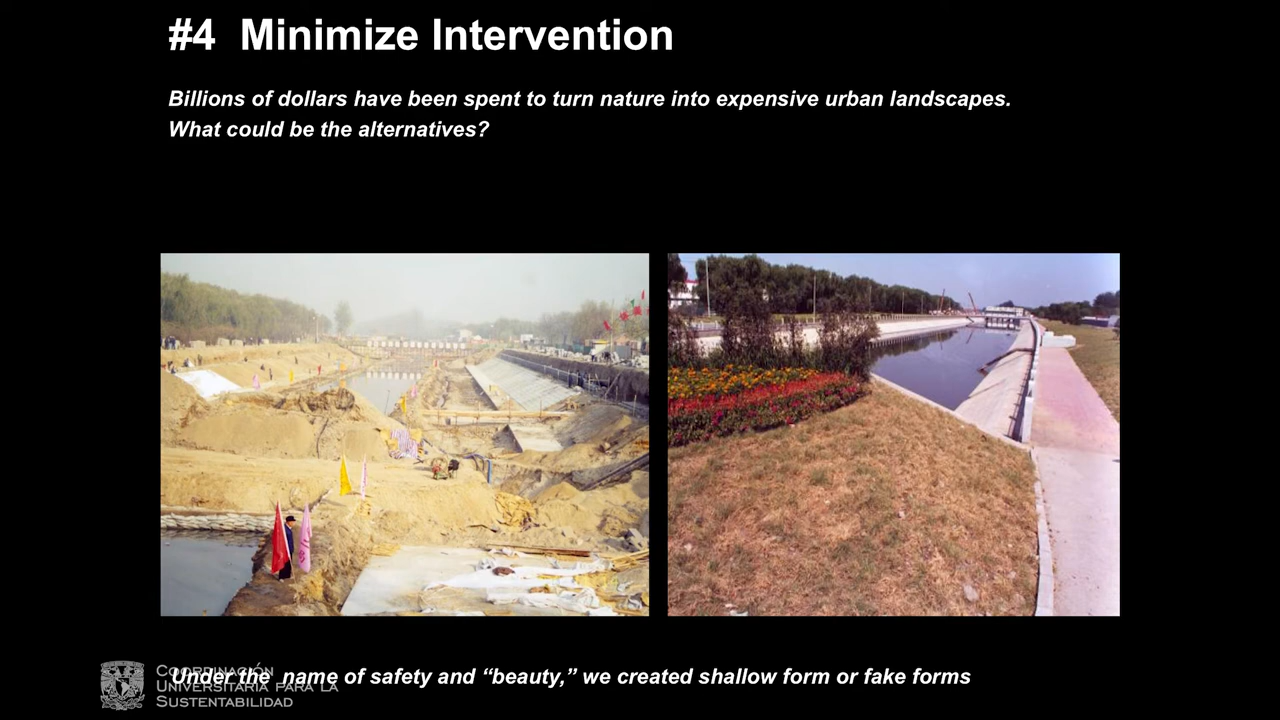 #4 Minimize Intervention
Billions of dollars have been spent to turn nature into expensive urban landscapes.
What could be the alternatives?
Under the name of safety and “beauty,” we created shallow form or fake forms
COORDINACIÓN
UNIVERSITARIA PARA LA
SUSTENTABILIDAD